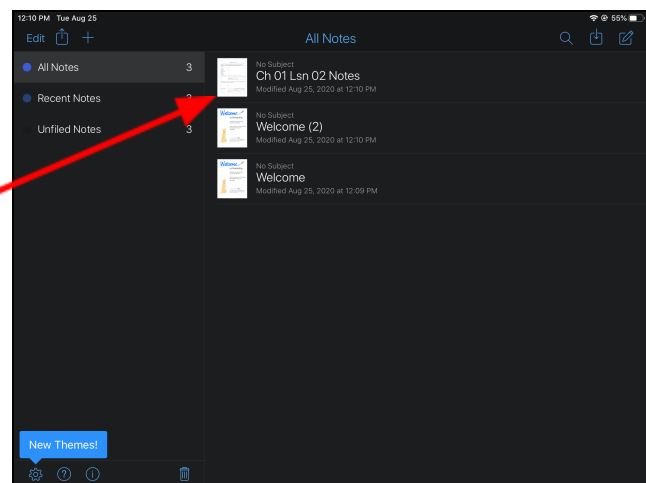 12:10 PM Tue Aug 25
55%
Edit
All Notes
All Notes 3
Recent Notes
Unfiled Notes 3
No Subject
Ch 01 Lsn 02 Notes
Modified Aug 25, 2020 at 12:10 PM
Welcome
No Subject
Welcome (2)
Modified Aug 25, 2020 at 12:10 PM
Welcome
No Subject
Welcome
Modified Aug 25, 2020 at 12:09 PM
New Themes!